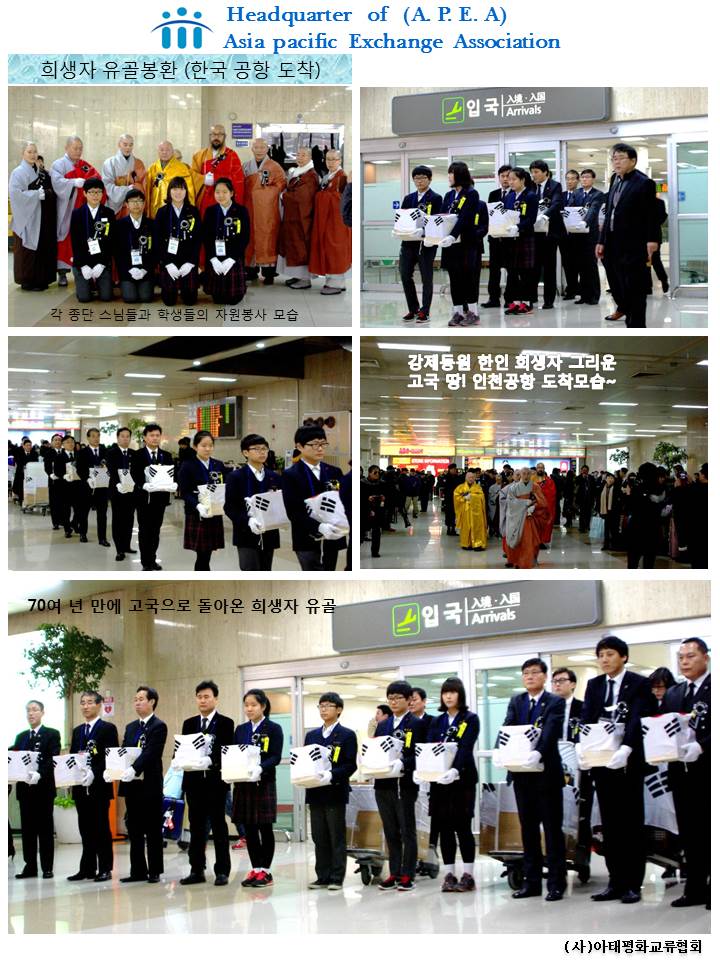 Headquarter of (A. P. E. A)
Asia pacific Exchange Association
희생자 유골봉환 (한국 공항 도착)
각 종단 스님들과 학생들의 자원봉사 모습
입국 入境·入国
Arrivals
강제동원 한인 희생자 그리운
고국 땅! 인천공항 도착모습~
70여 년 만에 고국으로 돌아온 희생자 유골
입국 入境·入国
Arrivals
(사)아태평화교류협회